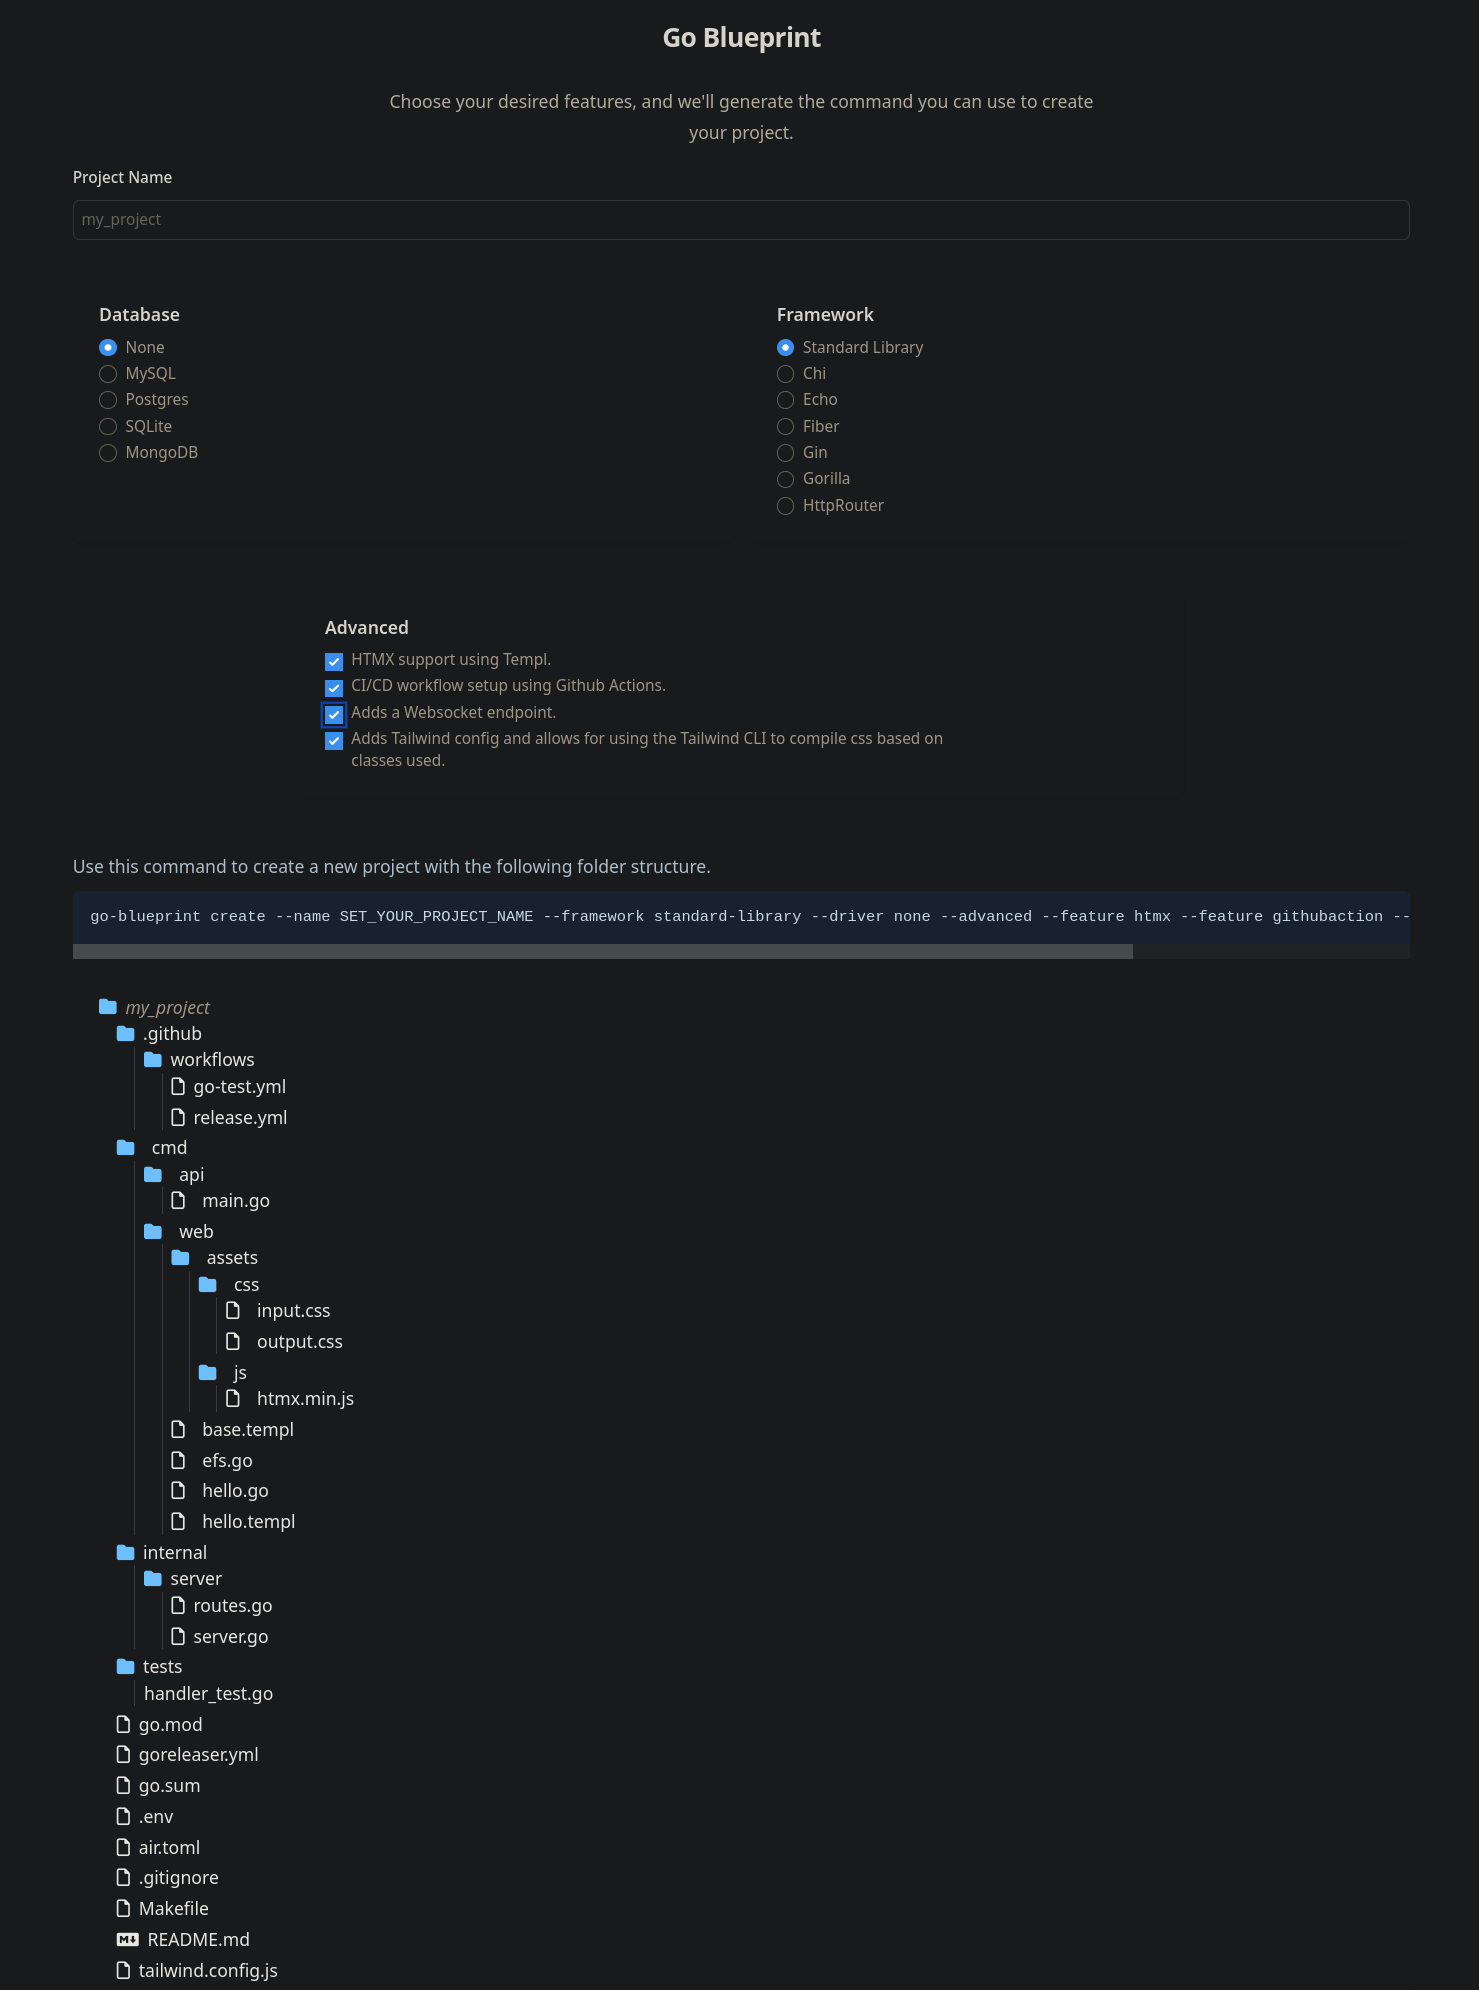 Go Blueprint
Choose your desired features, and we'll generate the command you can use to create
your project.
Project Name
my_project
Database
None
MySQL
Postgres
SQLite
MongoDB
Framework
Standard Library
Chi
Echo
Fiber
Gin
Gorilla
HttpRouter
Advanced
HTMX support using Templ.
CI/CD workflow setup using Github Actions.
Adds a Websocket endpoint.
Adds Tailwind config and allows for using the Tailwind CLI to compile css based on
classes used.
Use this command to create a new project with the following folder structure.
go-blueprint create --name SET_YOUR_PROJECT_NAME --framework standard-library --driver none --advanced --feature htmx --feature githubaction --
my_project
.github
workflows
go-test.yml
release.yml
cmd
api
main.go
web
assets
css
input.css
output.css
js
htmx.min.js
base.templ
efs.go
hello.go
hello.templ
internal
server
routes.go
server.go
tests
handler_test.go
go.mod
goreleaser.yml
go.sum
.env
air.toml
.gitignore
Makefile
README.md
tailwind.config.js